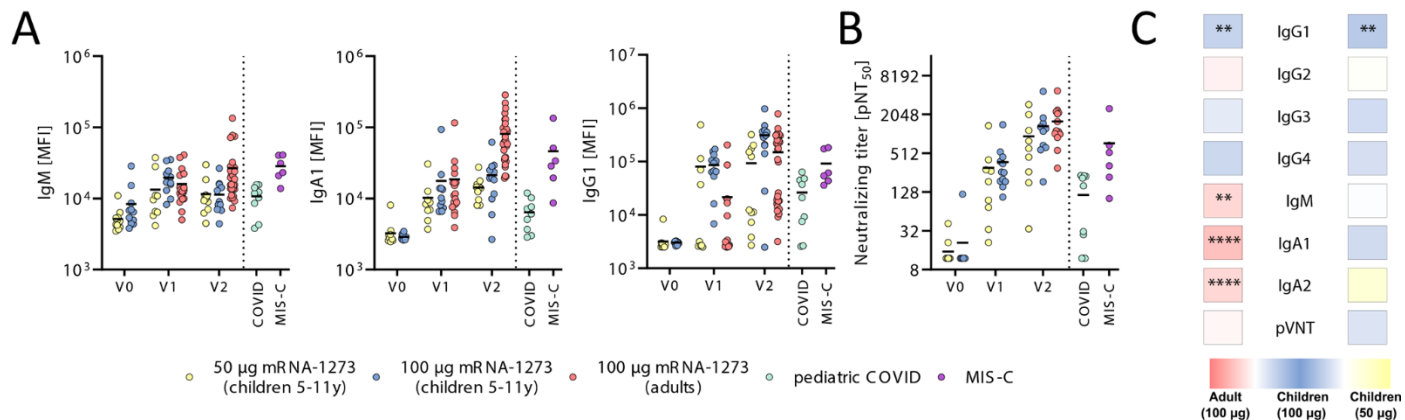 A
IgM [MFI]
10^6
10^5
10^4
10^3
V0
V1
V2
COVID
MIS-C
IgA1 [MFI]
10^6
10^5
10^4
10^3
V0
V1
V2
COVID
MIS-C
IgG1 [MFI]
10^7
10^6
10^5
10^4
10^3
V0
V1
V2
COVID
MIS-C
B
Neutralizing titer [pNT50]
8192
2048
512
128
32
8
V0
V1
V2
COVID
MIS-C
50 µg mRNA-1273
(children 5-11y)
100 µg mRNA-1273
(children 5-11y)
100 µg mRNA-1273
(adults)
pediatric COVID
MIS-C
C
** IgG1 **
IgG2
IgG3
IgG4
** IgM
**** IgA1
**** IgA2
pVNT
Adult
(100 µg)
Children
(100 µg)
Children
(50 µg)